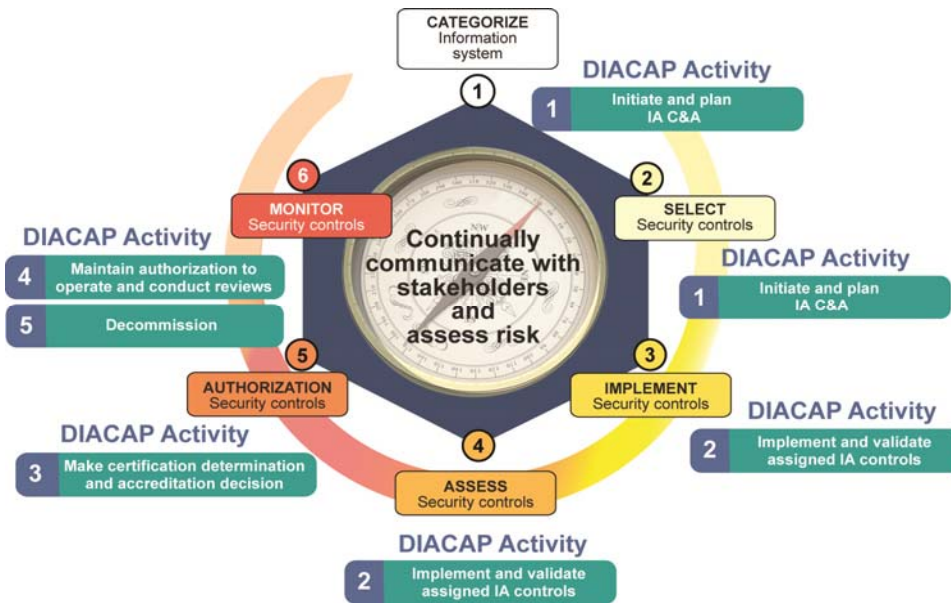 CATEGORIZE
Information
system
1
DIACAP Activity
1
Initiate and plan
IA C&A
2
SELECT
Security controls
DIACAP Activity
1
Initiate and plan
IA C&A
3
IMPLEMENT
Security controls
DIACAP Activity
2
Implement and validate
assigned IA controls
4
ASSESS
Security controls
DIACAP Activity
2
Implement and validate
assigned IA controls
5
AUTHORIZATION
Security controls
DIACAP Activity
3
Make certification determination
and accreditation decision
6
MONITOR
Security controls
DIACAP Activity
4
Maintain authorization to
operate and conduct reviews
5
Decommission
Continually
communicate with
stakeholders
and
assess risk
NW